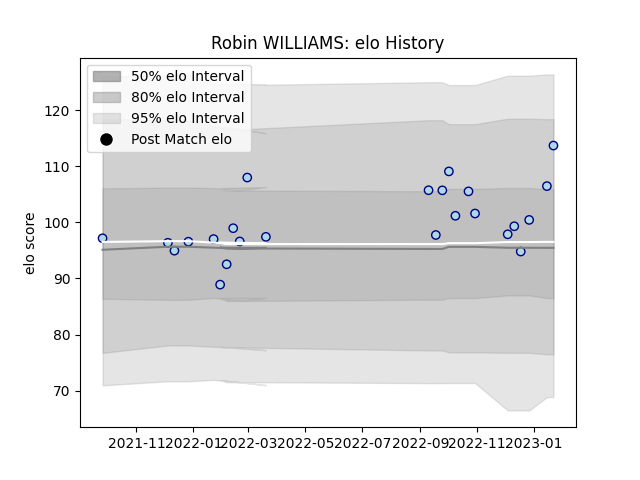 Robin WILLIAMS: elo History
50% elo Interval
80% elo Interval
95% elo Interval
Post Match elo
elo score
120
110
100
90
80
70
2021-11 2022-01 2022-03 2022-05 2022-07 2022-09 2022-11 2023-01